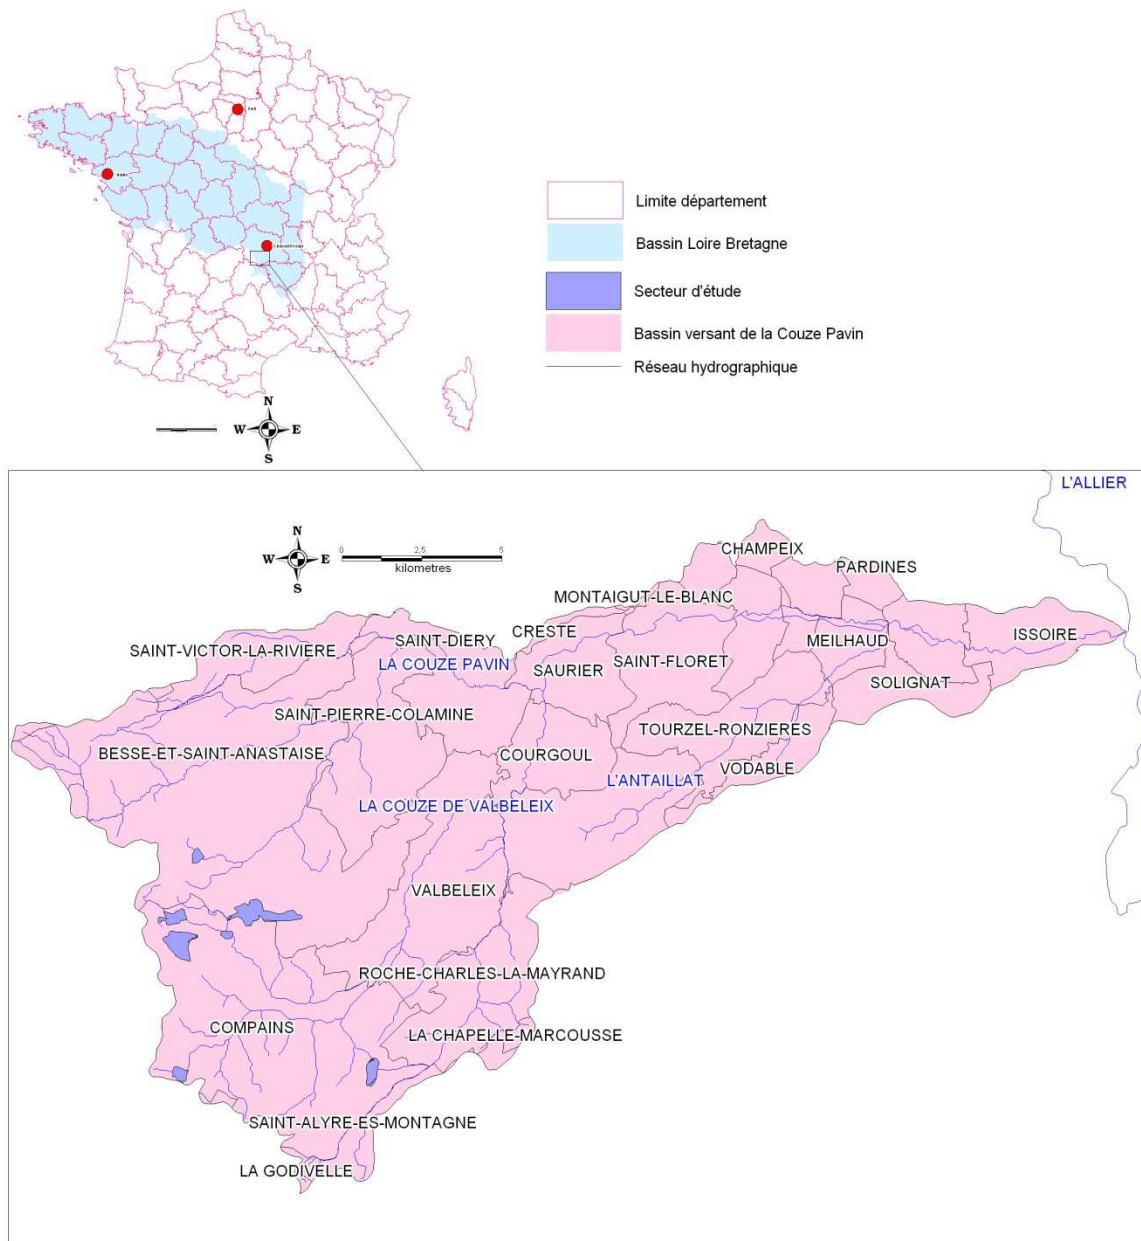 Limite département
Bassin Loire Bretagne
Secteur d'étude
Bassin versant de la Couze Pavin
Réseau hydrographique
N
W E
S
L'ALLIER
N
W E
S
0 2,5 5
kilometres
CHAMPEIX
PARDINES
MONTAIGUT-LE-BLANC
CRESTE
SAINT-DIERY
ISSOIRE
MEILHAUD
SAINT-VICTOR-LA-RIVIERE
LA COUZE PAVIN
SAURIER
SAINT-FLORET
SOLIGNAT
SAINT-PIERRE-COLAMINE
TOURZEL-RONZIERES
BESSE-ET-SAINT-ANASTAISE
COURGOUL
VODABLE
L'ANTAILLAT
LA COUZE DE VALBELEIX
VALBELEIX
ROCHE-CHARLES-LA-MAYRAND
COMPAINS
LA CHAPELLE-MARCOUSSE
SAINT-ALYRE-ES-MONTAGNE
LA GODIVELLE